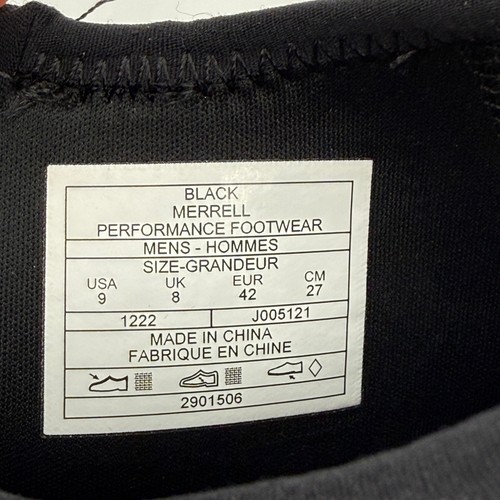 BLACK
MERRELL
PERFORMANCE FOOTWEAR
MENS - HOMMES
SIZE-GRANDEUR
USA UK EUR CM
9 8 42 27
1222 J005121
MADE IN CHINA
FABRIQUE EN CHINE
2901506